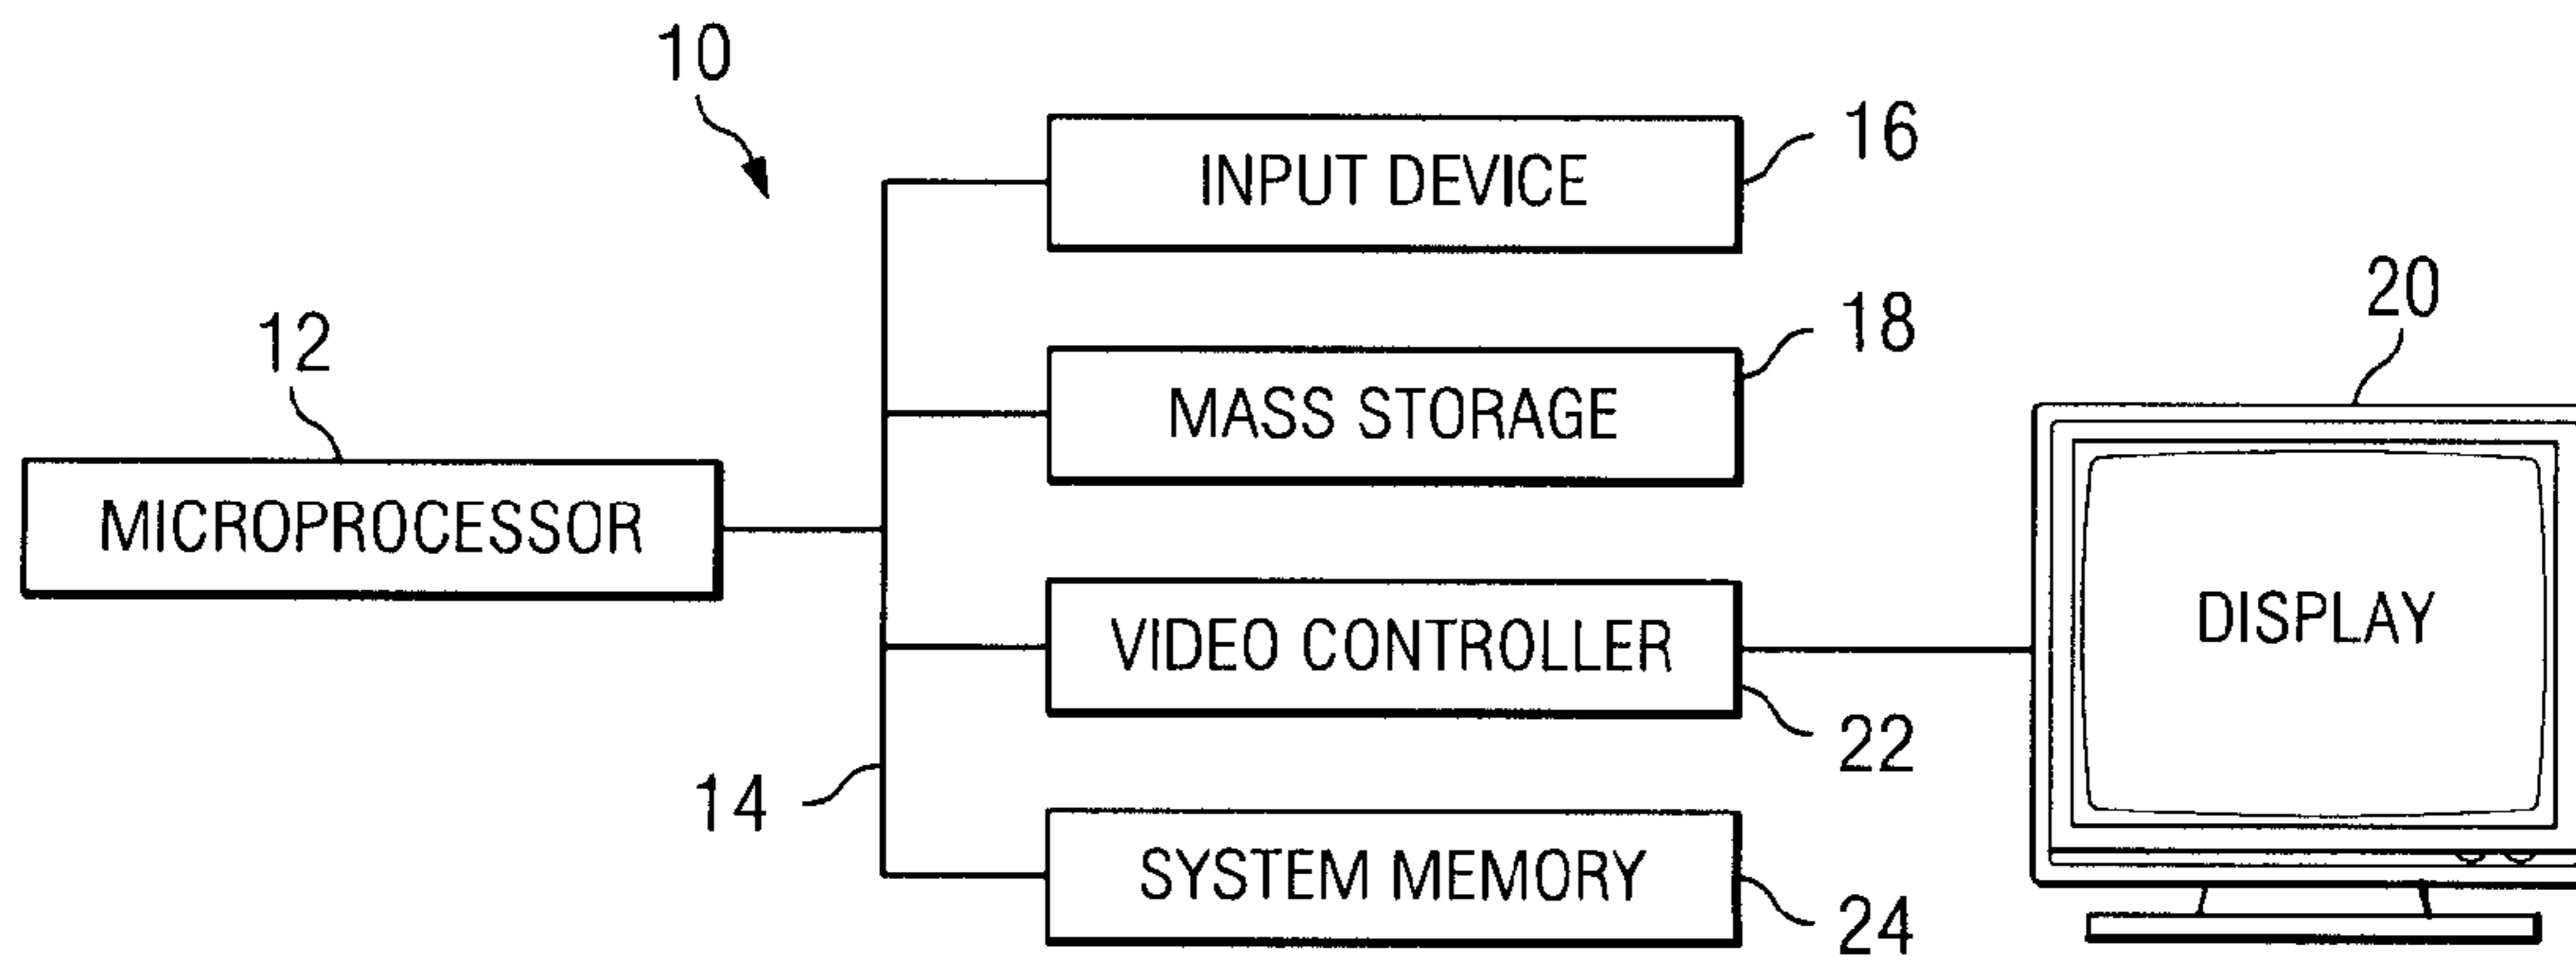 10
INPUT DEVICE
16
MASS STORAGE
18
20
12
MICROPROCESSOR
VIDEO CONTROLLER
22
DISPLAY
14
SYSTEM MEMORY
24